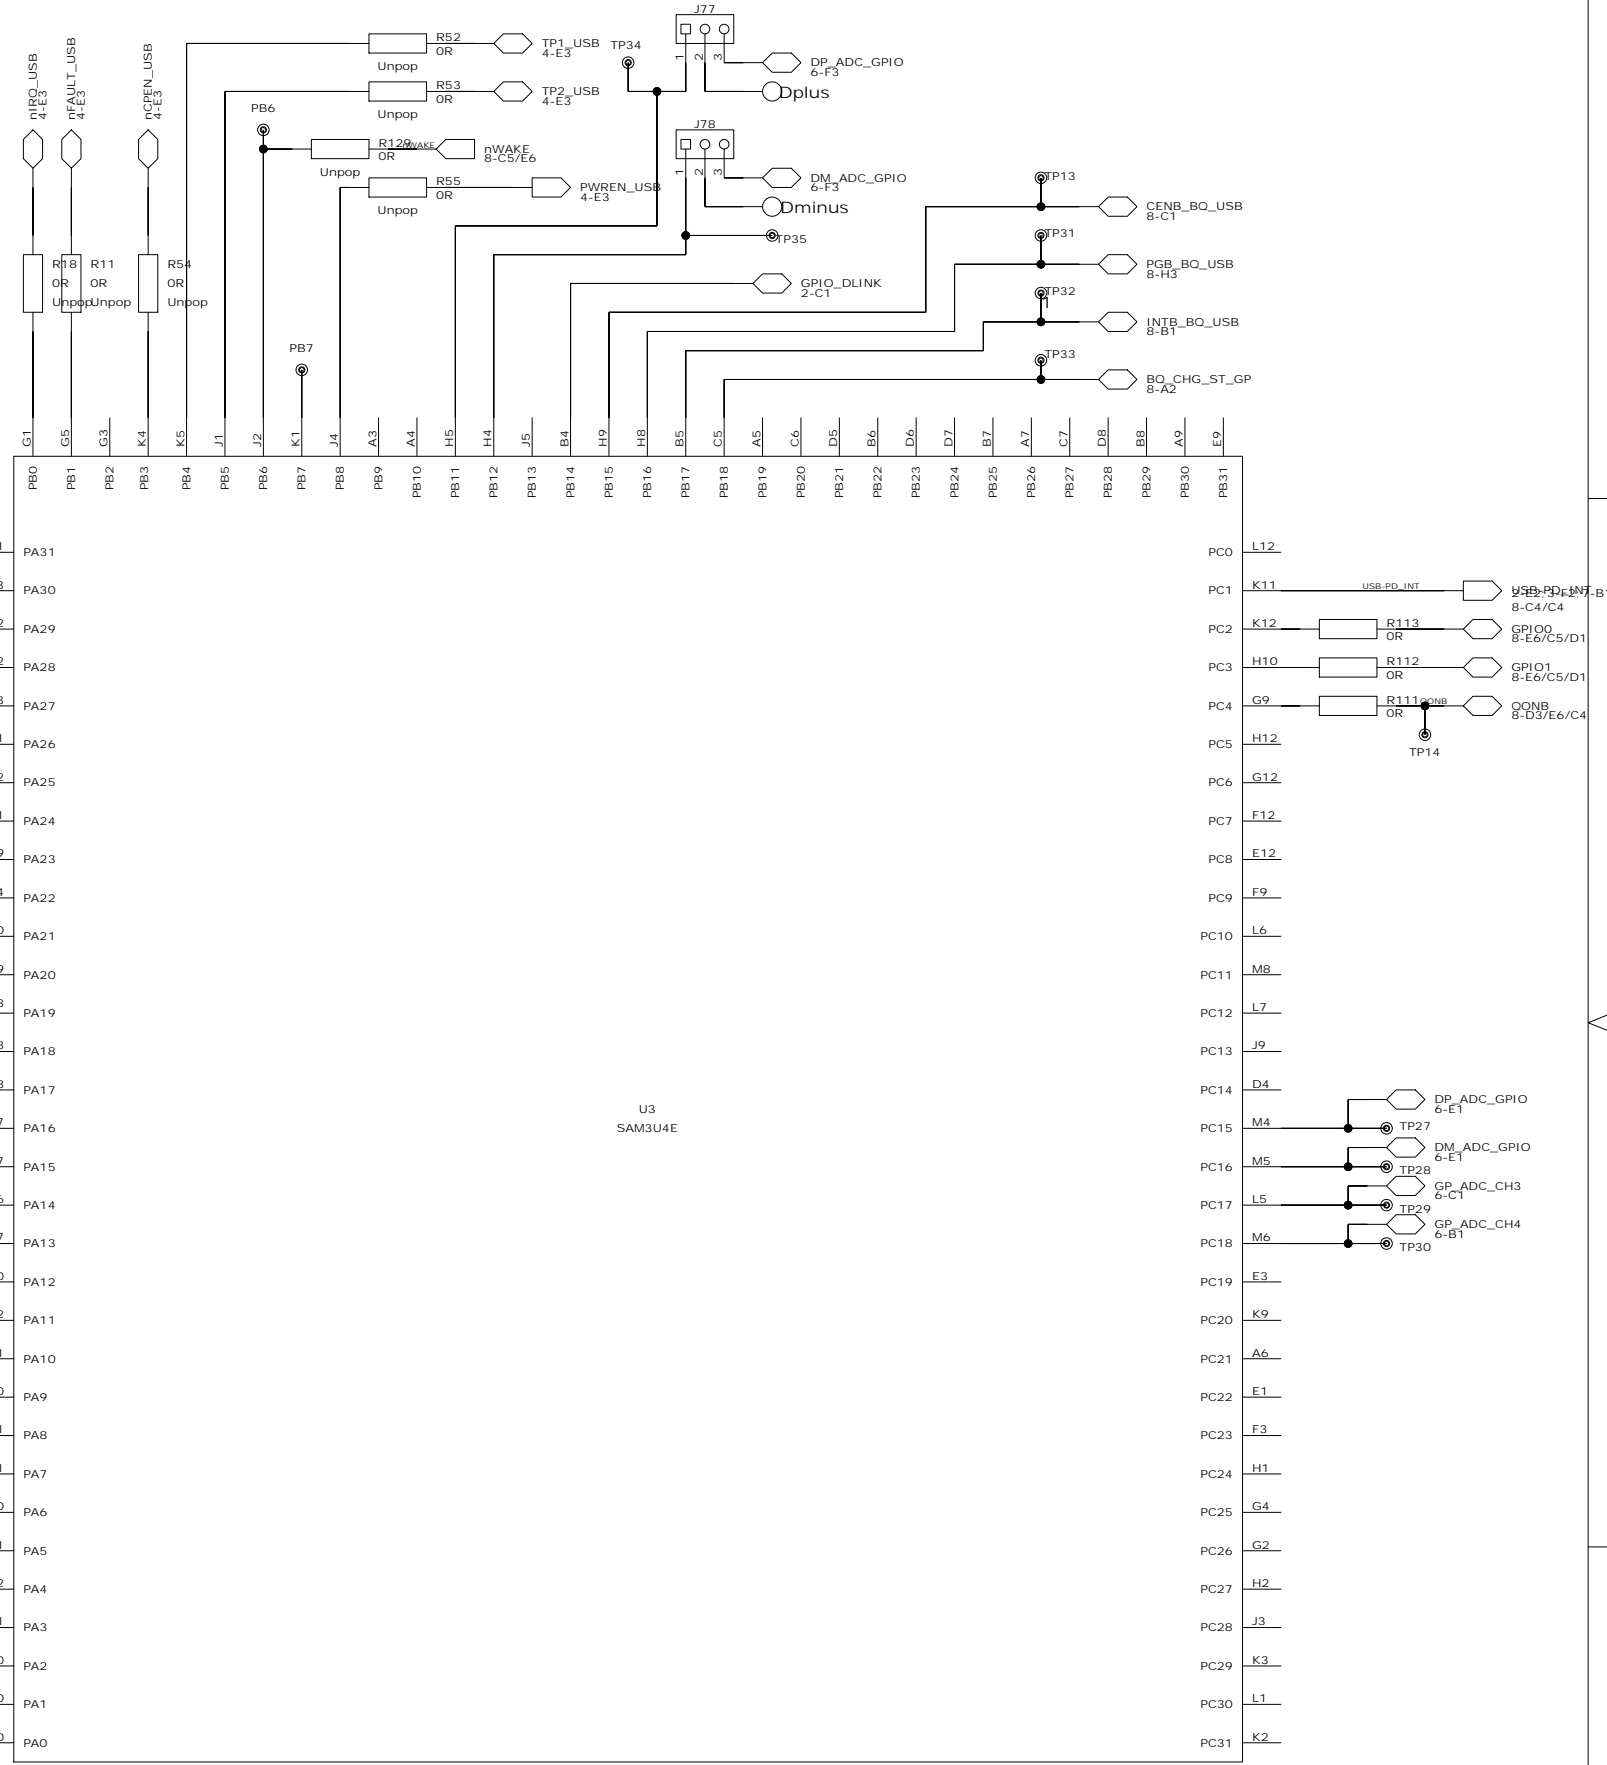 J77
R52
0R
Unpop
TP1_USB
4-E3
TP34
1
2
3
DP_ADC_GPIO
6-F3
Dplus
nIRQ_USB
4-E3
nFAULT_USB
4-E3
nCPEN_USB
4-E3
R53
0R
Unpop
TP2_USB
4-E3
PB6
J78
R129
0R
Unpop
nWAKE
nWAKE
8-C5/E6
1
2
3
DM_ADC_GPIO
6-F3
Dminus
R55
0R
Unpop
PWREN_USB
4-E3
TP35
TP13
CENB_BQ_USB
8-C1
TP31
PGB_BQ_USB
8-H3
R18
0R
Unpop
R11
0R
Unpop
R54
0R
Unpop
GPIO_DLINK
2-C1
TP32
1
INTB_BQ_USB
8-B1
PB7
TP33
BQ_CHG_ST_GP
8-A2
G1
G5
G3
K4
K5
J1
J2
K1
J4
A3
A4
H5
H4
J5
B4
H9
H8
B5
C5
A5
C6
D5
B6
D6
D7
B7
A7
C7
D8
B8
A9
E9
PB0
PB1
PB2
PB3
PB4
PB5
PB6
PB7
PB8
PB9
PB10
PB11
PB12
PB13
PB14
PB15
PB16
PB17
PB18
PB19
PB20
PB21
PB22
PB23
PB24
PB25
PB26
PB27
PB28
PB29
PB30
PB31
PA31
PA30
PA29
PA28
PA27
PA26
PA25
PA24
PA23
PA22
PA21
PA20
PA19
PA18
PA17
PA16
PA15
PA14
PA13
PA12
PA11
PA10
PA9
PA8
PA7
PA6
PA5
PA4
PA3
PA2
PA1
PA0
U3
SAM3U4E
PC0 L12
PC1 K11
USB-PD_INT
USB-PD_INT
8-C4/C4
PC2 K12
R113
0R
GPIO0
8-E6/C5/D1
PC3 H10
R112
0R
GPIO1
8-E6/C5/D1
PC4 G9
R111
0R
QONB
QONB
8-D3/E6/C4
TP14
PC5 H12
PC6 G12
PC7 F12
PC8 E12
PC9 F9
PC10 L6
PC11 M8
PC12 L7
PC13 J9
PC14 D4
PC15 M4
DP_ADC_GPIO
6-E1
TP27
PC16 M5
DM_ADC_GPIO
6-E1
TP28
PC17 L5
GP_ADC_CH3
6-C1
TP29
PC18 M6
GP_ADC_CH4
6-B1
TP30
PC19 E3
PC20 K9
PC21 A6
PC22 E1
PC23 F3
PC24 H1
PC25 G4
PC26 G2
PC27 H2
PC28 J3
PC29 K3
PC30 L1
PC31 K2